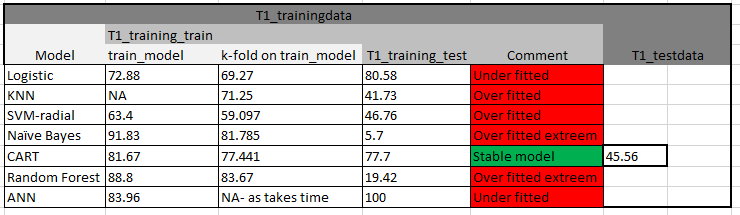 T1_trainingdata
T1_training_train
Model train_model k-fold on train_model T1_training_test Comment T1_testdata
Logistic 72.88 69.27 80.58 Under fitted
KNN NA 71.25 41.73 Over fitted
SVM-radial 63.4 59.097 46.76 Over fitted
Naïve Bayes 91.83 81.785 5.7 Over fitted extreem
CART 81.67 77.441 77.7 Stable model 45.56
Random Forest 88.8 83.67 19.42 Over fitted extreem
ANN 83.96 NA- as takes time 100 Under fitted